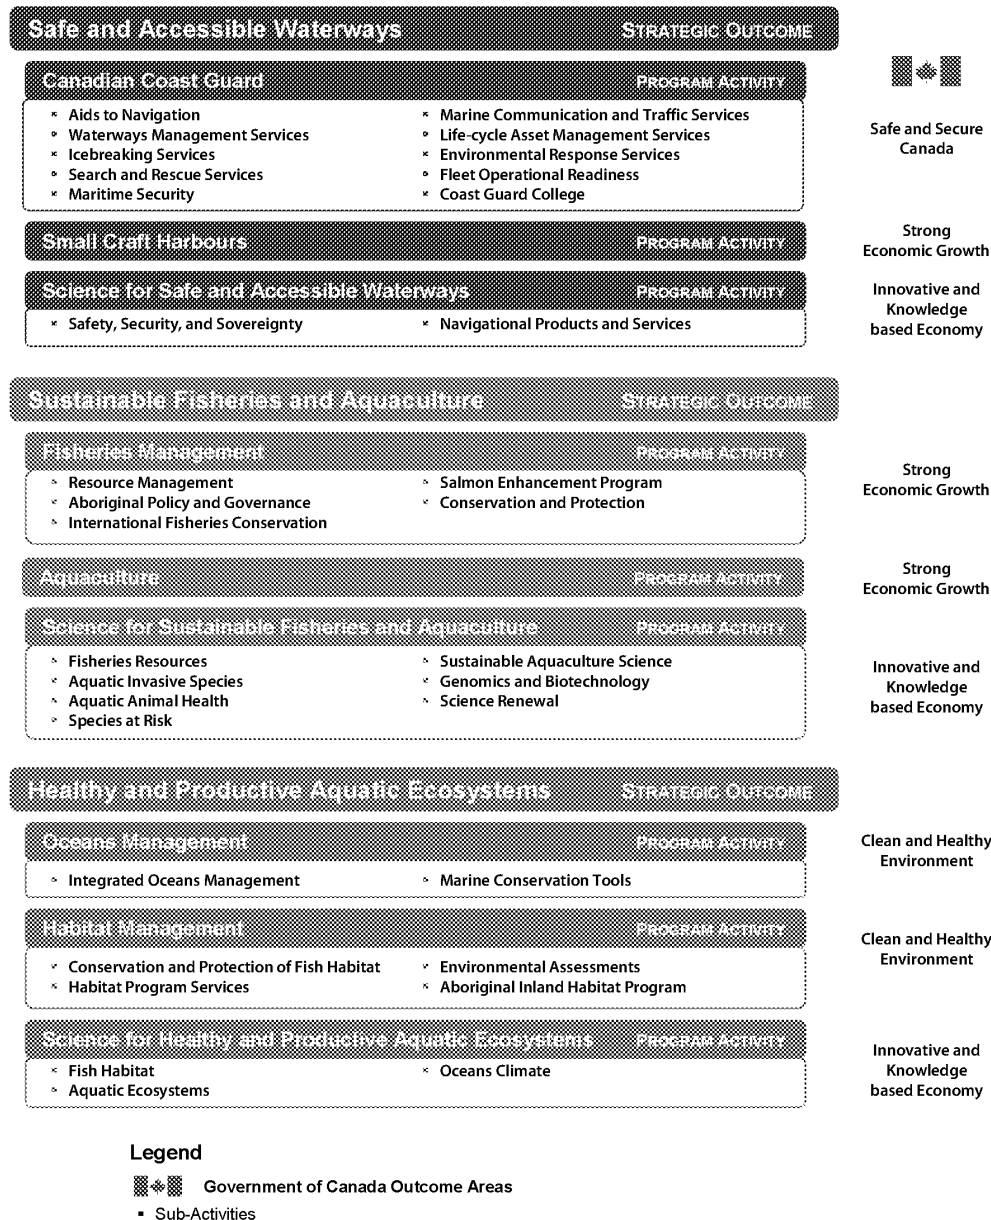 Safe and Accessible Waterways STRATEGIC OUTCOME
Canadian Coast Guard PROGRAM ACTIVITY
Aids to Navigation
Waterways Management Services
Icebreaking Services
Search and Rescue Services
Maritime Security
Marine Communication and Traffic Services
Life-cycle Asset Management Services
Environmental Response Services
Fleet Operational Readiness
Coast Guard College
Safe and Secure
Canada
Small Craft Harbours PROGRAM ACTIVITY
Strong
Economic Growth
Science for Safe and Accessible Waterways PROGRAM ACTIVITY
Safety, Security, and Sovereignty
Navigational Products and Services
Innovative and
Knowledge
based Economy
Sustainable Fisheries and Aquaculture STRATEGIC OUTCOME
Fisheries Management PROGRAM ACTIVITY
Resource Management
Aboriginal Policy and Governance
International Fisheries Conservation
Salmon Enhancement Program
Conservation and Protection
Strong
Economic Growth
Aquaculture PROGRAM ACTIVITY
Strong
Economic Growth
Science for Sustainable Fisheries and Aquaculture PROGRAM ACTIVITY
Fisheries Resources
Aquatic Invasive Species
Aquatic Animal Health
Species at Risk
Sustainable Aquaculture Science
Genomics and Biotechnology
Science Renewal
Innovative and
Knowledge
based Economy
Healthy and Productive Aquatic Ecosystems STRATEGIC OUTCOME
Oceans Management PROGRAM ACTIVITY
Integrated Oceans Management
Marine Conservation Tools
Clean and Healthy
Environment
Habitat Management PROGRAM ACTIVITY
Conservation and Protection of Fish Habitat
Habitat Program Services
Environmental Assessments
Aboriginal Inland Habitat Program
Clean and Healthy
Environment
Science for Healthy and Productive Aquatic Ecosystems PROGRAM ACTIVITY
Fish Habitat
Aquatic Ecosystems
Oceans Climate
Innovative and
Knowledge
based Economy
Legend
Government of Canada Outcome Areas
▪ Sub-Activities